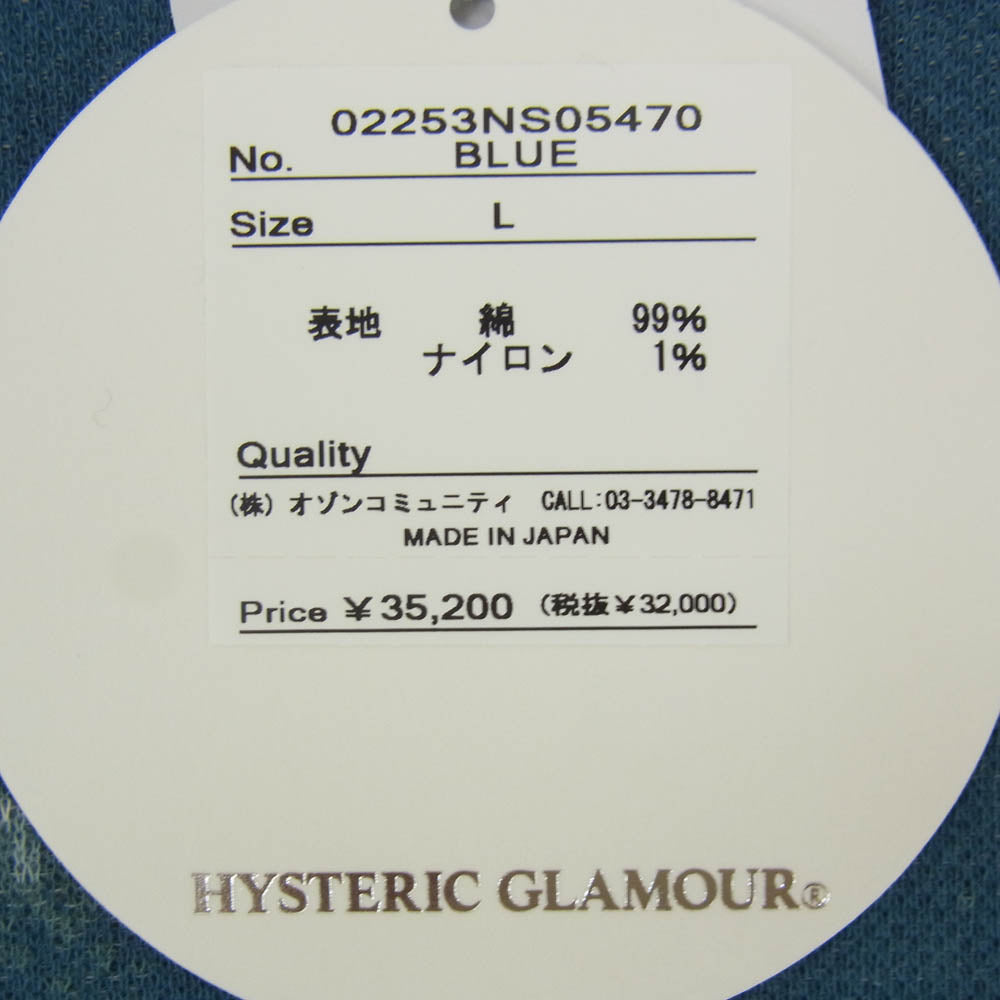 02253NS05470
No. BLUE
Size L
表地 綿 99%
ナイロン 1%
Quality
(株)オゾンコミュニティ CALL:03-3478-8471
MADE IN JAPAN
Price ¥35,200 (税抜¥32,000)
HYSTERIC GLAMOUR®